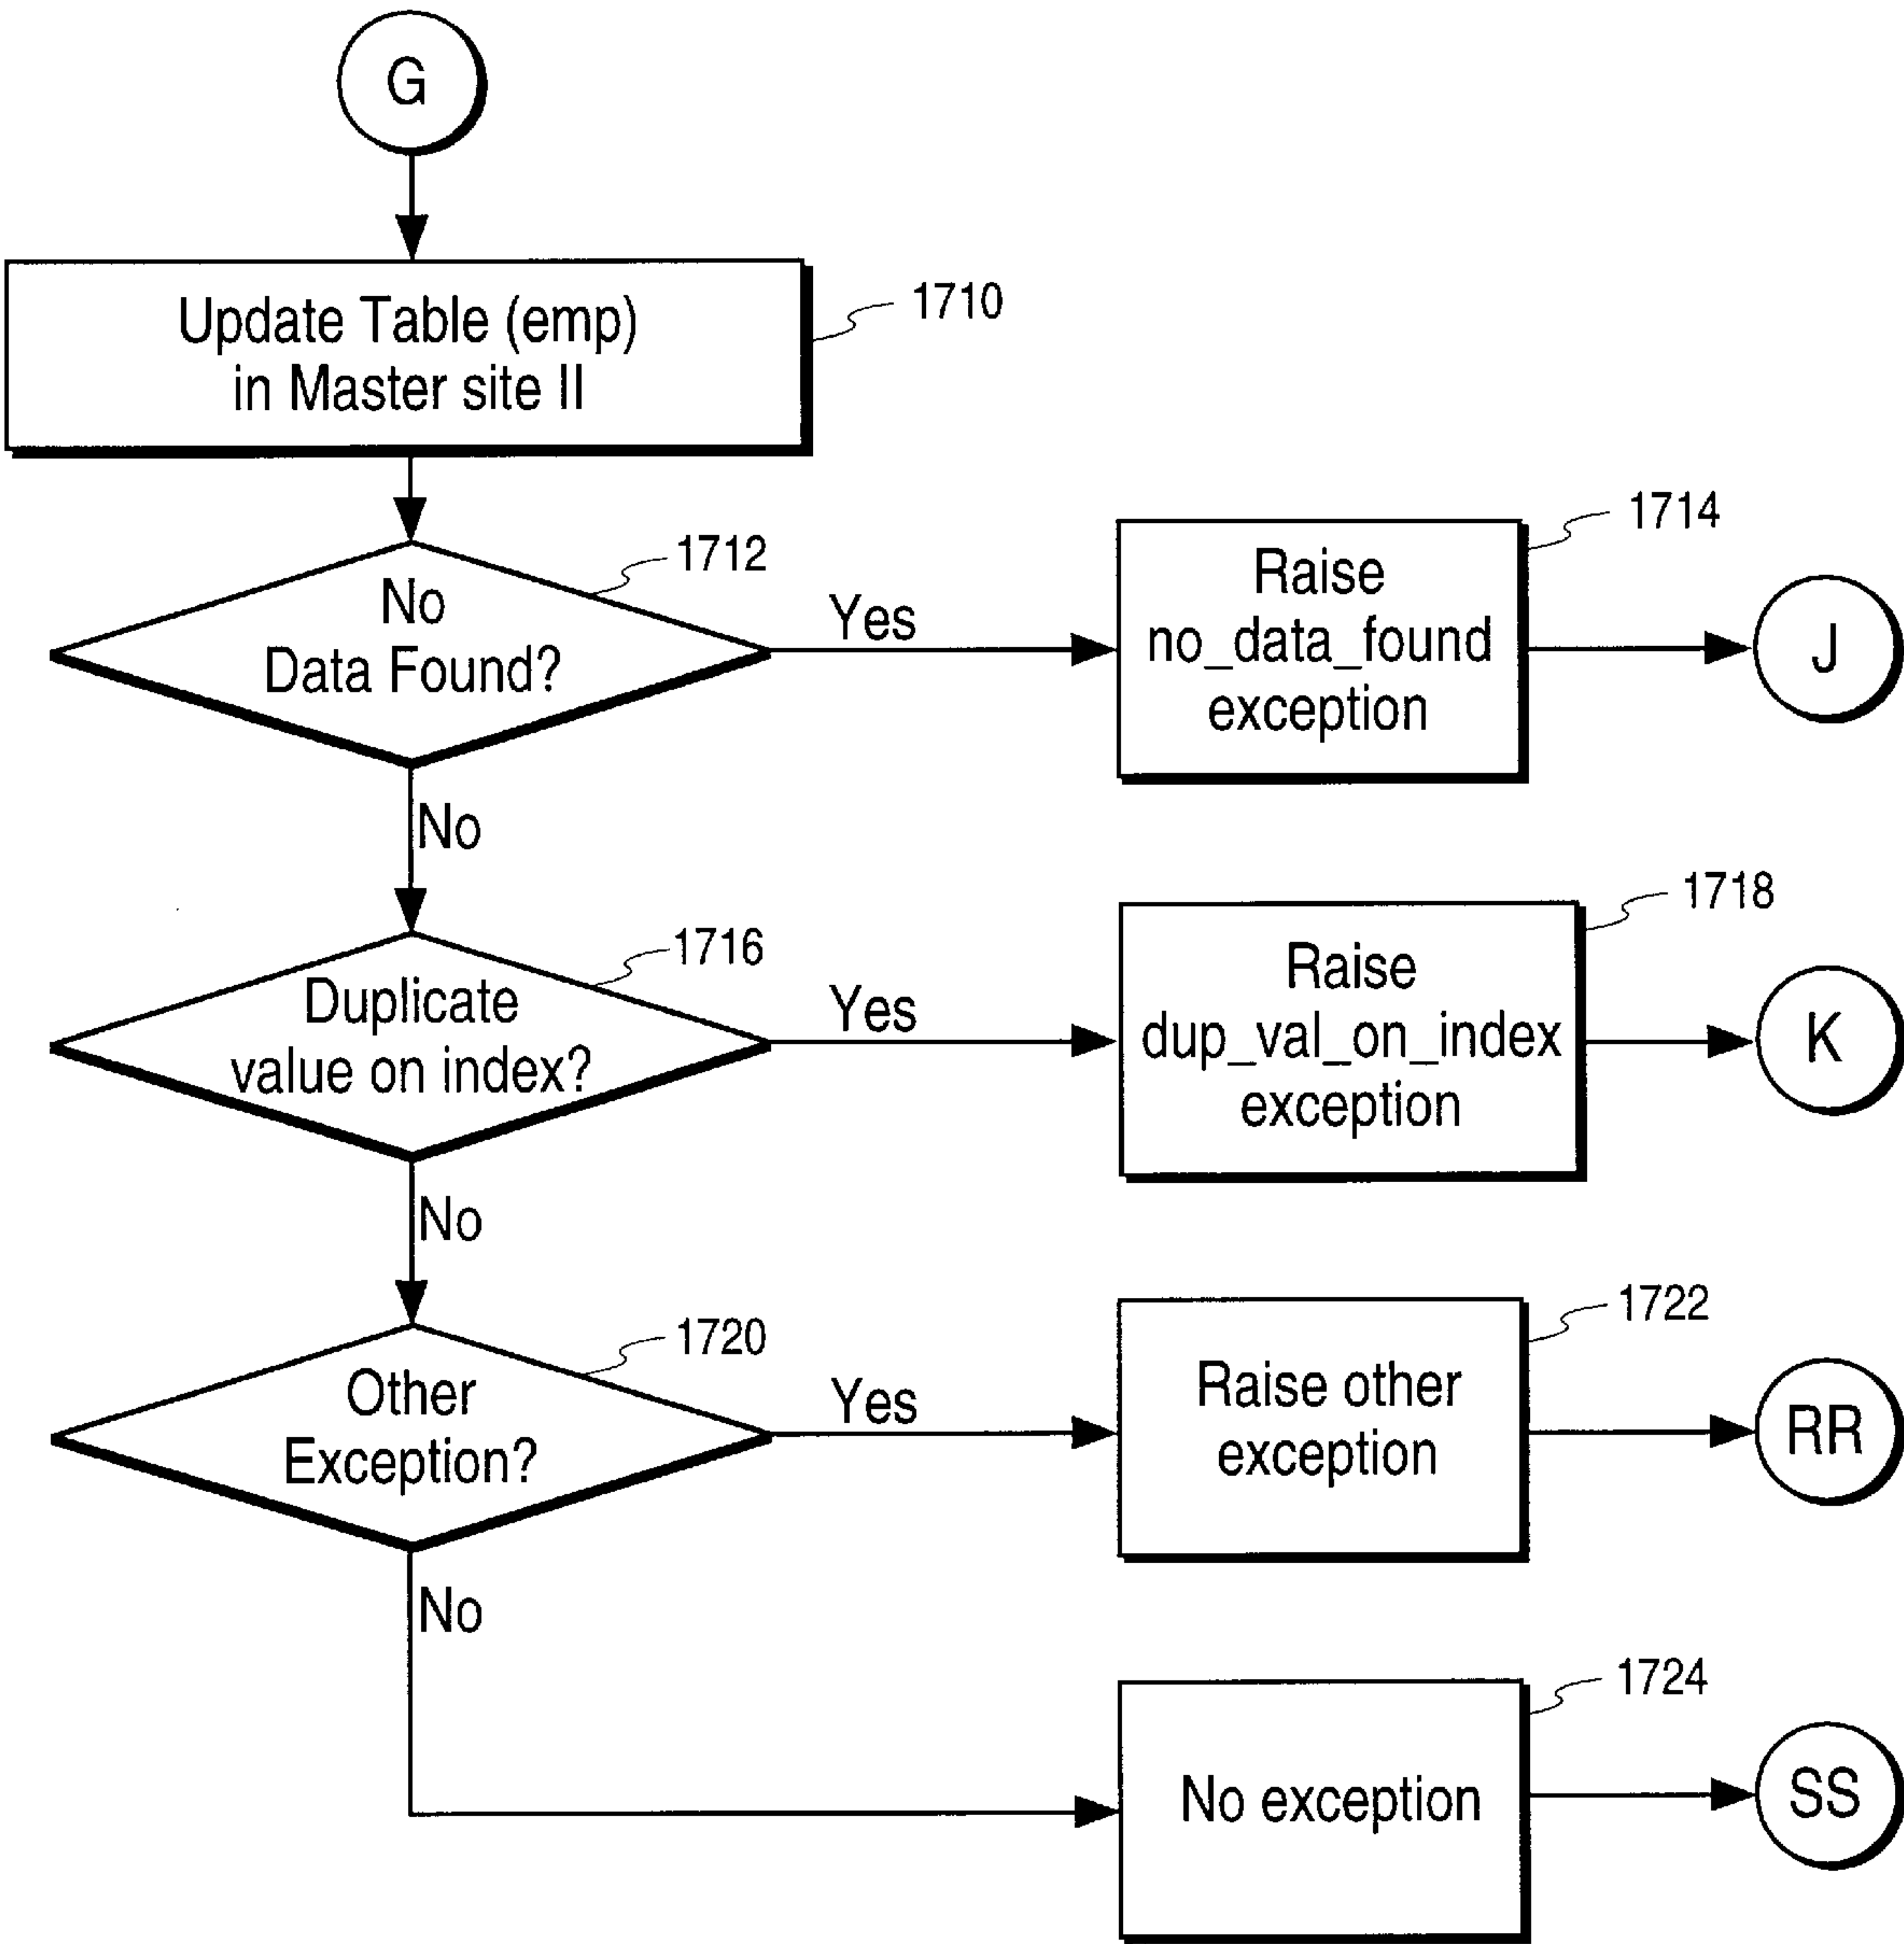 G
Update Table (emp)
in Master site II
1710
No
Data Found?
1712
Yes
Raise
no_data_found
exception
1714
J
No
Duplicate
value on index?
1716
Yes
Raise
dup_val_on_index
exception
1718
K
No
Other
Exception?
1720
Yes
Raise other
exception
1722
RR
No
No exception
1724
SS